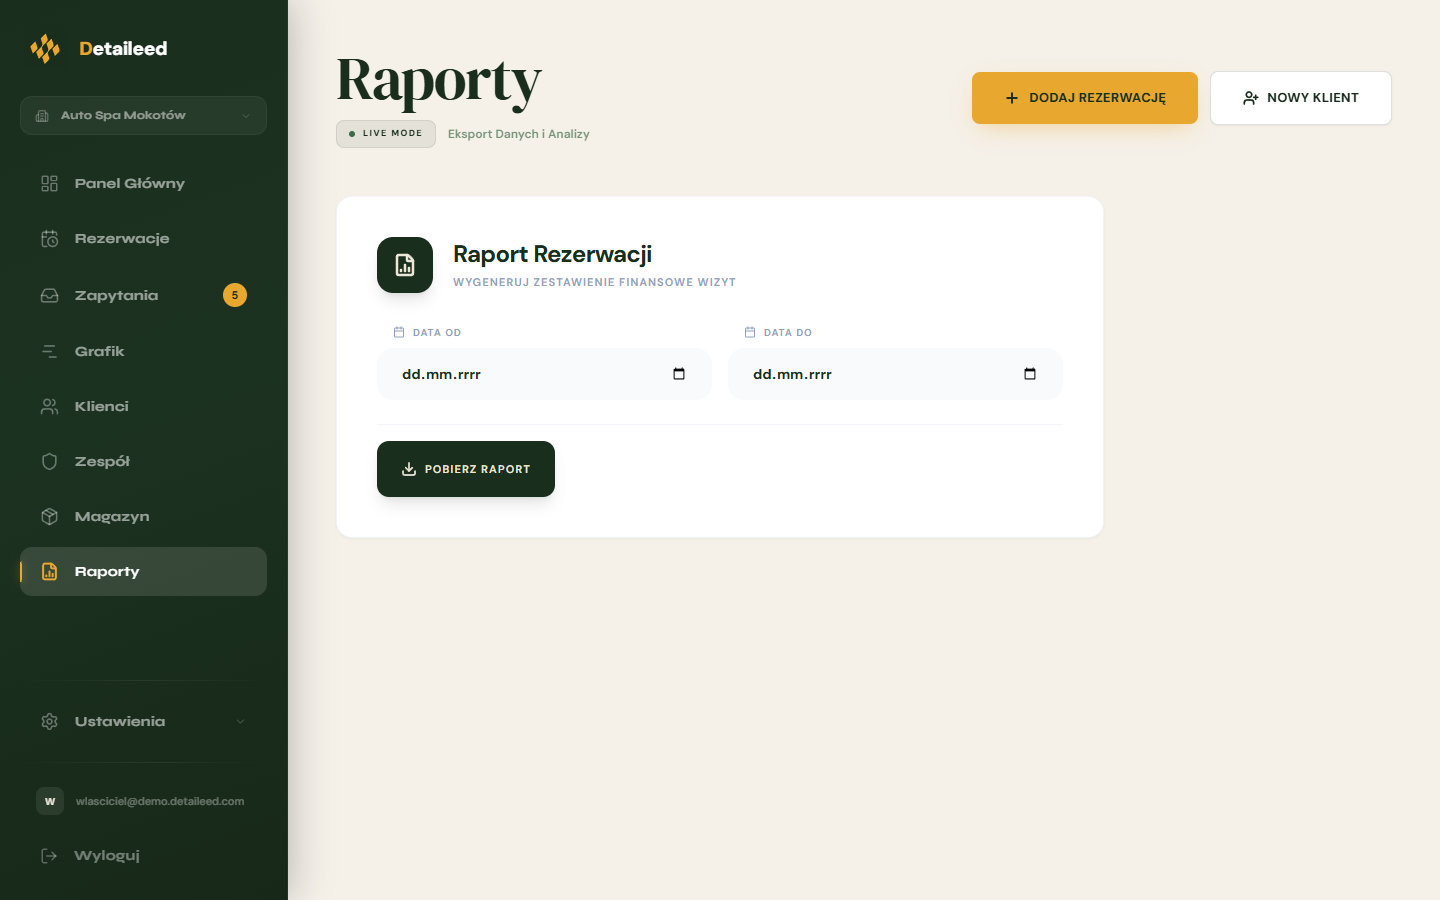 Detaileed
Auto Spa Mokotów
Panel Główny
Rezerwacje
Zapytania
5
Grafik
Klienci
Zespół
Magazyn
Raporty
Ustawienia
W
wlasciciel@demo.detaileed.com
Wyloguj
Raporty
LIVE MODE
Eksport Danych i Analizy
DODAJ REZERWACJĘ
NOWY KLIENT
Raport Rezerwacji
WYGENERUJ ZESTAWIENIE FINANSOWE WIZYT
DATA OD
DATA DO
dd.mm.rrrr
dd.mm.rrrr
POBIERZ RAPORT